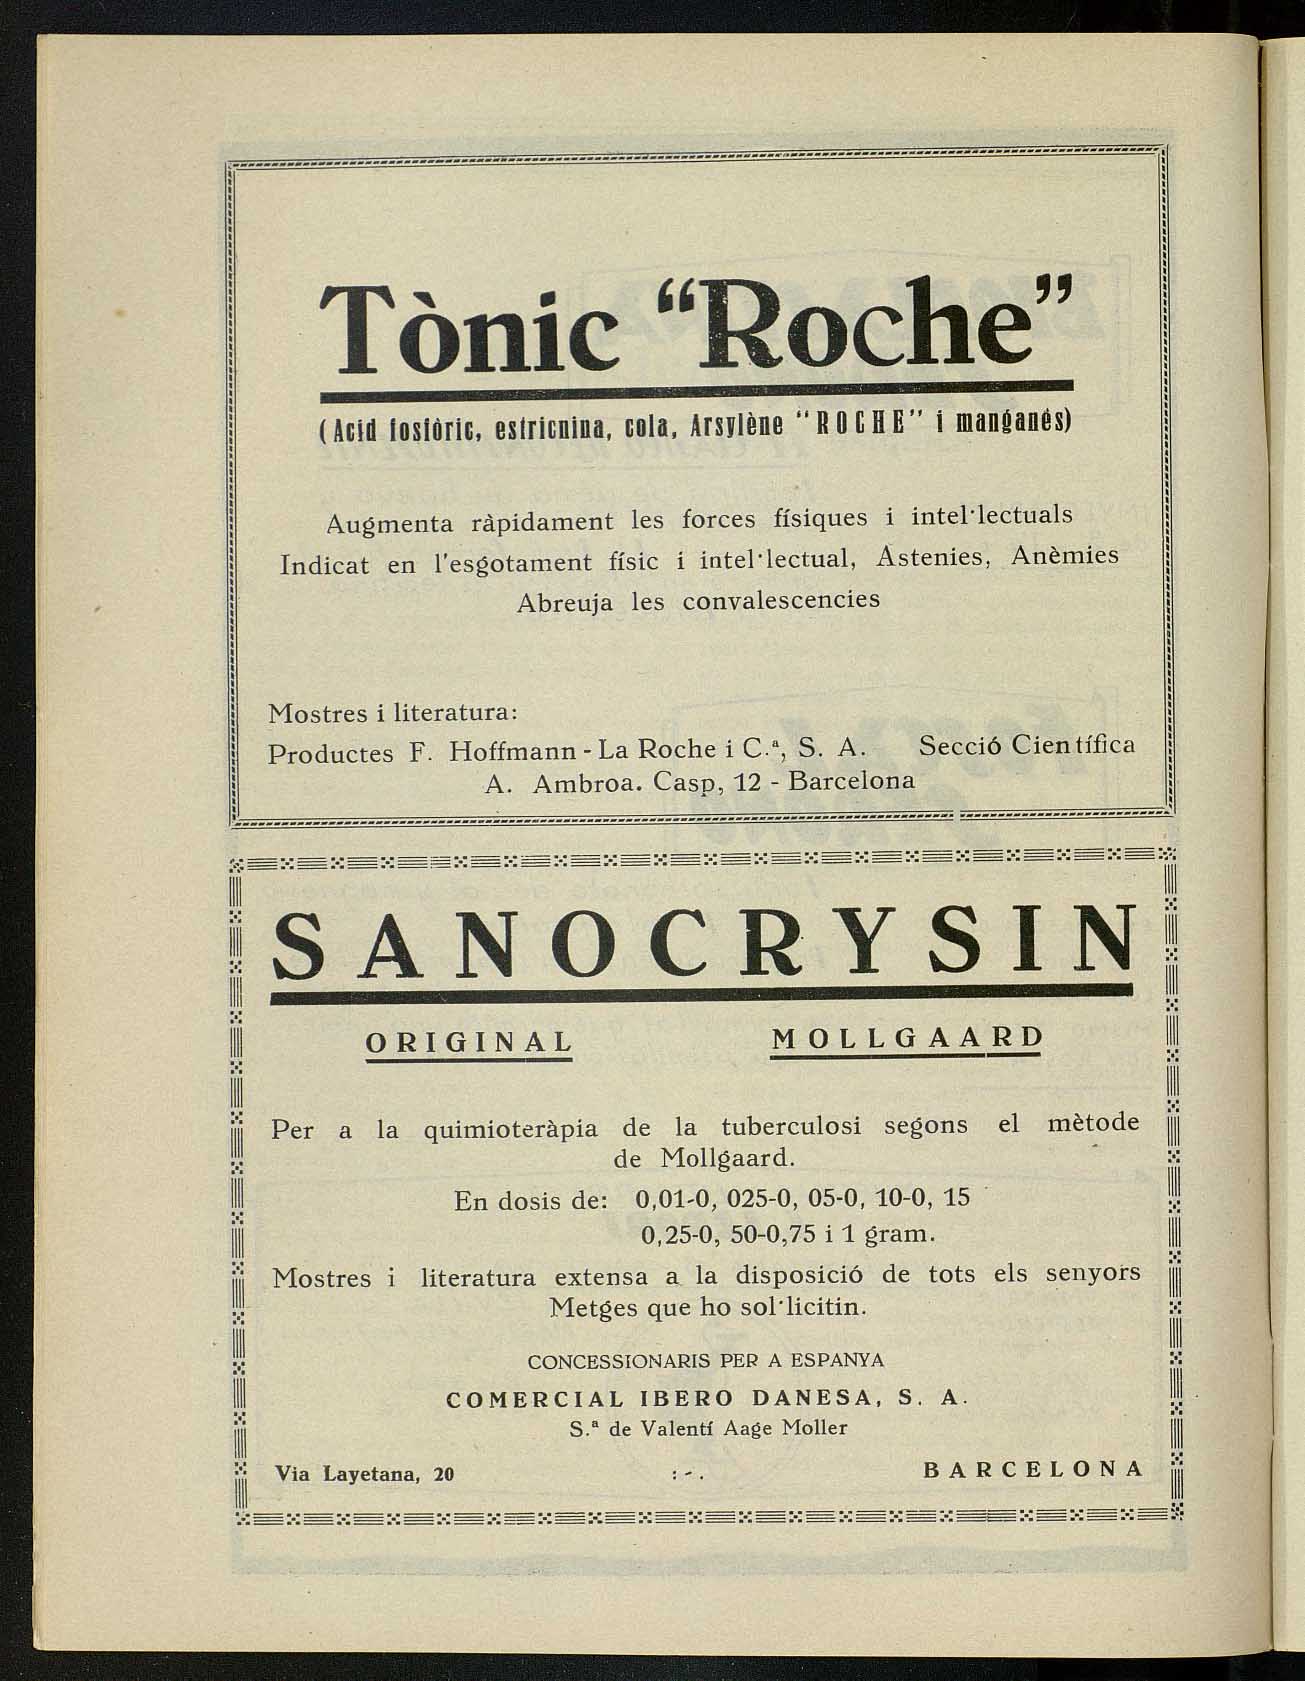 Tònic “Roche”
(Acid fosfòric, estricnina, cola, Arsylène “ROCHE” i manganès)
Augmenta ràpidament les forces físiques i intel·lectuals
Indicat en l'esgotament físic i intel·lectual, Astenies, Anèmies
Abreuja les convalescencies
Mostres i literatura:
Productes F. Hoffmann - La Roche i C.ª, S. A. Secció Científica
A. Ambroa. Casp, 12 - Barcelona
SANOCRYSIN
ORIGINAL MOLLGAARD
Per a la quimioteràpia de la tuberculosi segons el mètode
de Mollgaard.
En dosis de: 0,01-0, 025-0, 05-0, 10-0, 15
0,25-0, 50-0,75 i 1 gram.
Mostres i literatura extensa a la disposició de tots els senyors
Metges que ho sol·licitin.
CONCESSIONARIS PER A ESPANYA
COMERCIAL IBERO DANESA, S. A.
S.ª de Valentí Aage Moller
Via Layetana, 20 : - . BARCELONA